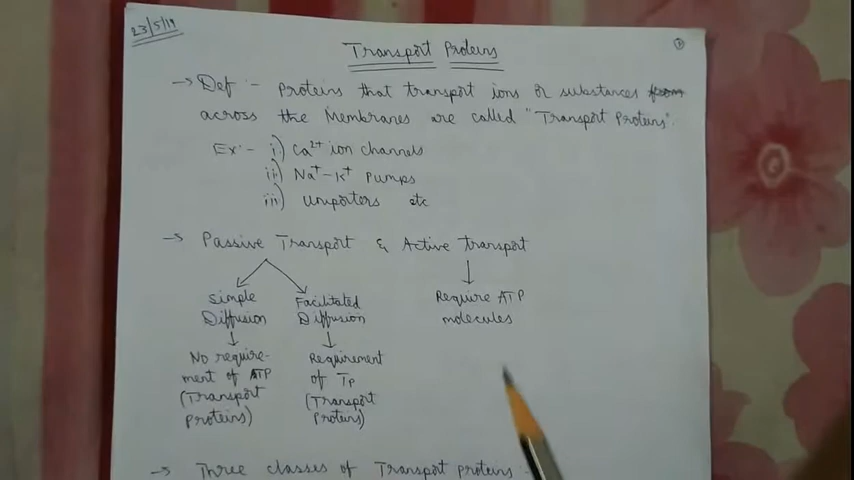 23/5/19
Transport Proteins
→ Def :- Proteins that transport ions or substances from
across the Membranes are called "Transport Proteins".
Ex:- i) Ca²⁺ ion channels
ii) Na⁺-K⁺ Pumps
iii) Uniporters etc
→ Passive Transport & Active transport
Simple Diffusion
Facilitated Diffusion
Require ATP molecules
No require-
ment of ATP
(Transport
Proteins)
Requirement
of TP
(Transport
Proteins)
→ Three classes of Transport proteins